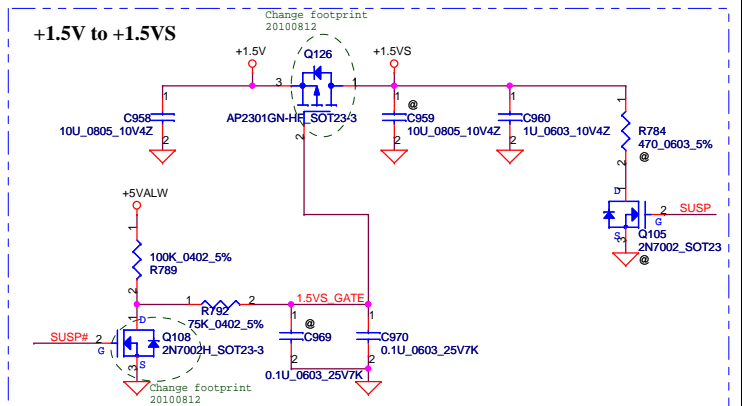 Change footprint
20100812
+1.5V to +1.5VS
+1.5V
Q126
+1.5VS
3
1
1
C958
10U_0805_10V4Z
2
AP2301GN-HF_SOT23-3
2
1
@
C959
10U_0805_10V4Z
2
1
C960
1U_0603_10V4Z
2
1
R784
470_0603_5%
2
@
+5VALW
1
100K_0402_5%
R789
2
D
1
2
SUSP
G
S
3
Q105
2N7002_SOT23
@
1
R792
2
75K_0402_5%
1.5VS_GATE
SUSP#
2
G
1
D
Q108
2N7002H_SOT23-3
3
S
1
@
C969
2
0.1U_0603_25V7K
1
C970
0.1U_0603_25V7K
2
Change footprint
20100812